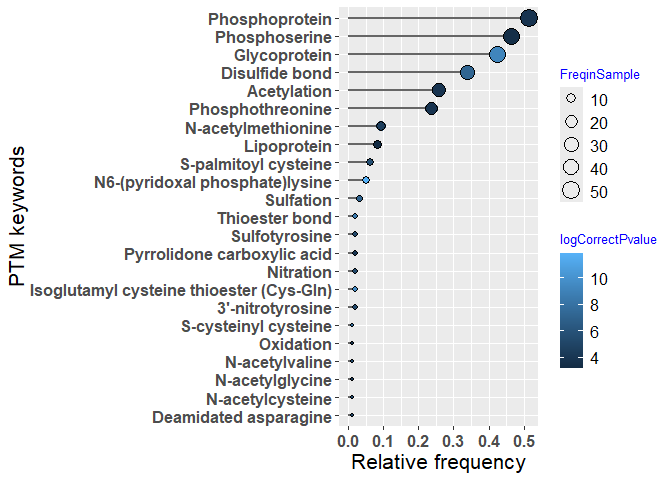 PTM keywords
Phosphoprotein
Phosphoserine
Glycoprotein
Disulfide bond
Acetylation
Phosphothreonine
N-acetylmethionine
Lipoprotein
S-palmitoyl cysteine
N6-(pyridoxal phosphate)lysine
Sulfation
Thioester bond
Sulfotyrosine
Pyrrolidone carboxylic acid
Nitration
Isoglutamyl cysteine thioester (Cys-Gln)
3'-nitrotyrosine
S-cysteinyl cysteine
Oxidation
N-acetylvaline
N-acetylglycine
N-acetylcysteine
Deamidated asparagine
0.0 0.1 0.2 0.3 0.4 0.5
Relative frequency
FreqinSample
10
20
30
40
50
logCorrectPvalue
10
8
6
4